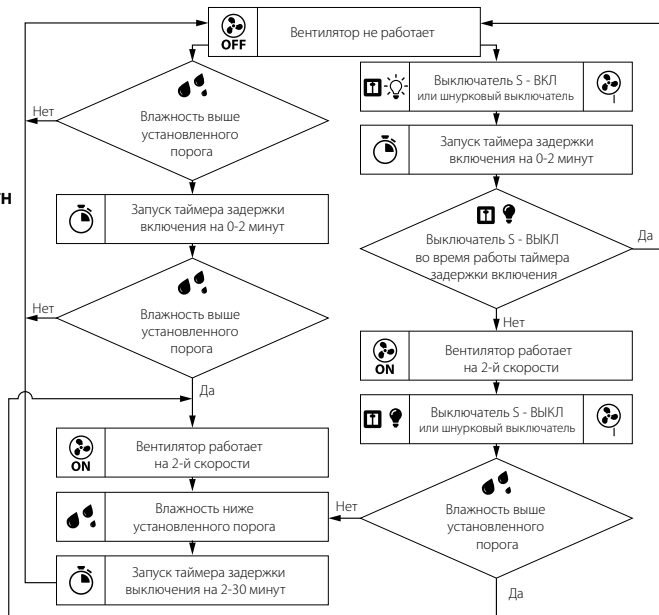 OFF
Вентилятор не работает
Влажность выше
установленного
порога
Нет
ТН
Запуск таймера задержки
включения на 0-2 минут
Влажность выше
установленного
порога
Нет
Да
ON
Вентилятор работает
на 2-й скорости
Влажность ниже
установленного порога
Запуск таймера задержки
выключения на 2-30 минут
Выключатель S - ВКЛ
или шнурковый выключатель
Запуск таймера задержки
включения на 0-2 минут
Выключатель S - ВЫКЛ
во время работы таймера
задержки включения
Да
Нет
ON
Вентилятор работает
на 2-й скорости
Выключатель S - ВЫКЛ
или шнурковый выключатель
Влажность выше
установленного
порога
Нет
Да